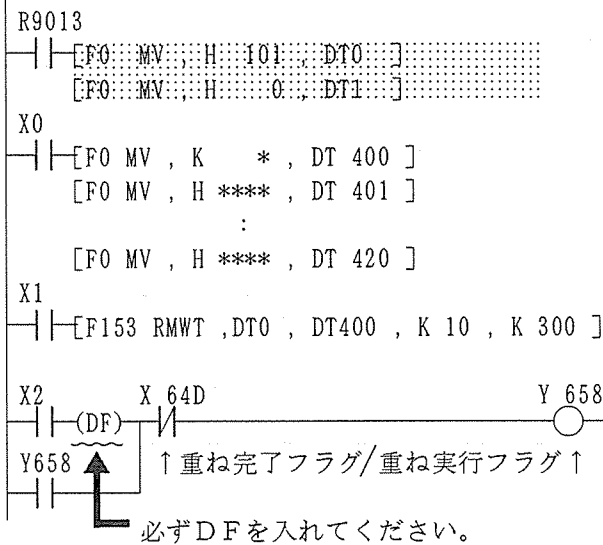 R9013
[F0 MV , H 101 , DT0 ]
[F0 MV , H 0 , DT1 ]
X0
[F0 MV , K * , DT 400 ]
[F0 MV , H **** , DT 401 ]
:
[F0 MV , H **** , DT 420 ]
X1
[F153 RMWT ,DT0 , DT400 , K 10 , K 300 ]
X2 (DF) X 64D Y 658
Y658 ↑重ね完了フラグ/重ね実行フラグ↑
必ずDFを入れてください。